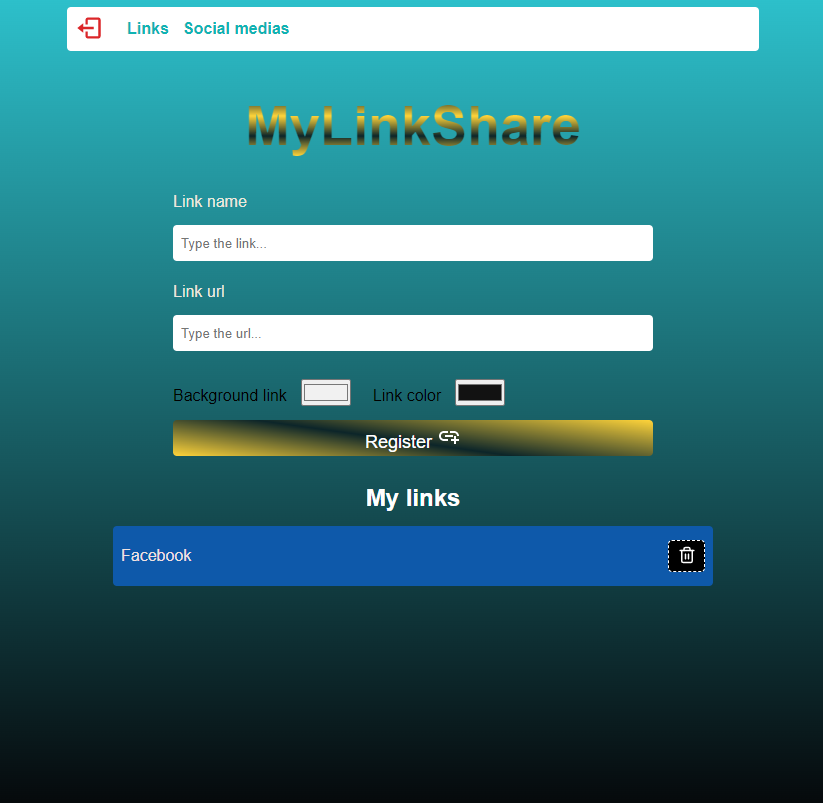 Links Social medias
MyLinkShare
Link name
Type the link...
Link url
Type the url...
Background link Link color
Register
My links
Facebook